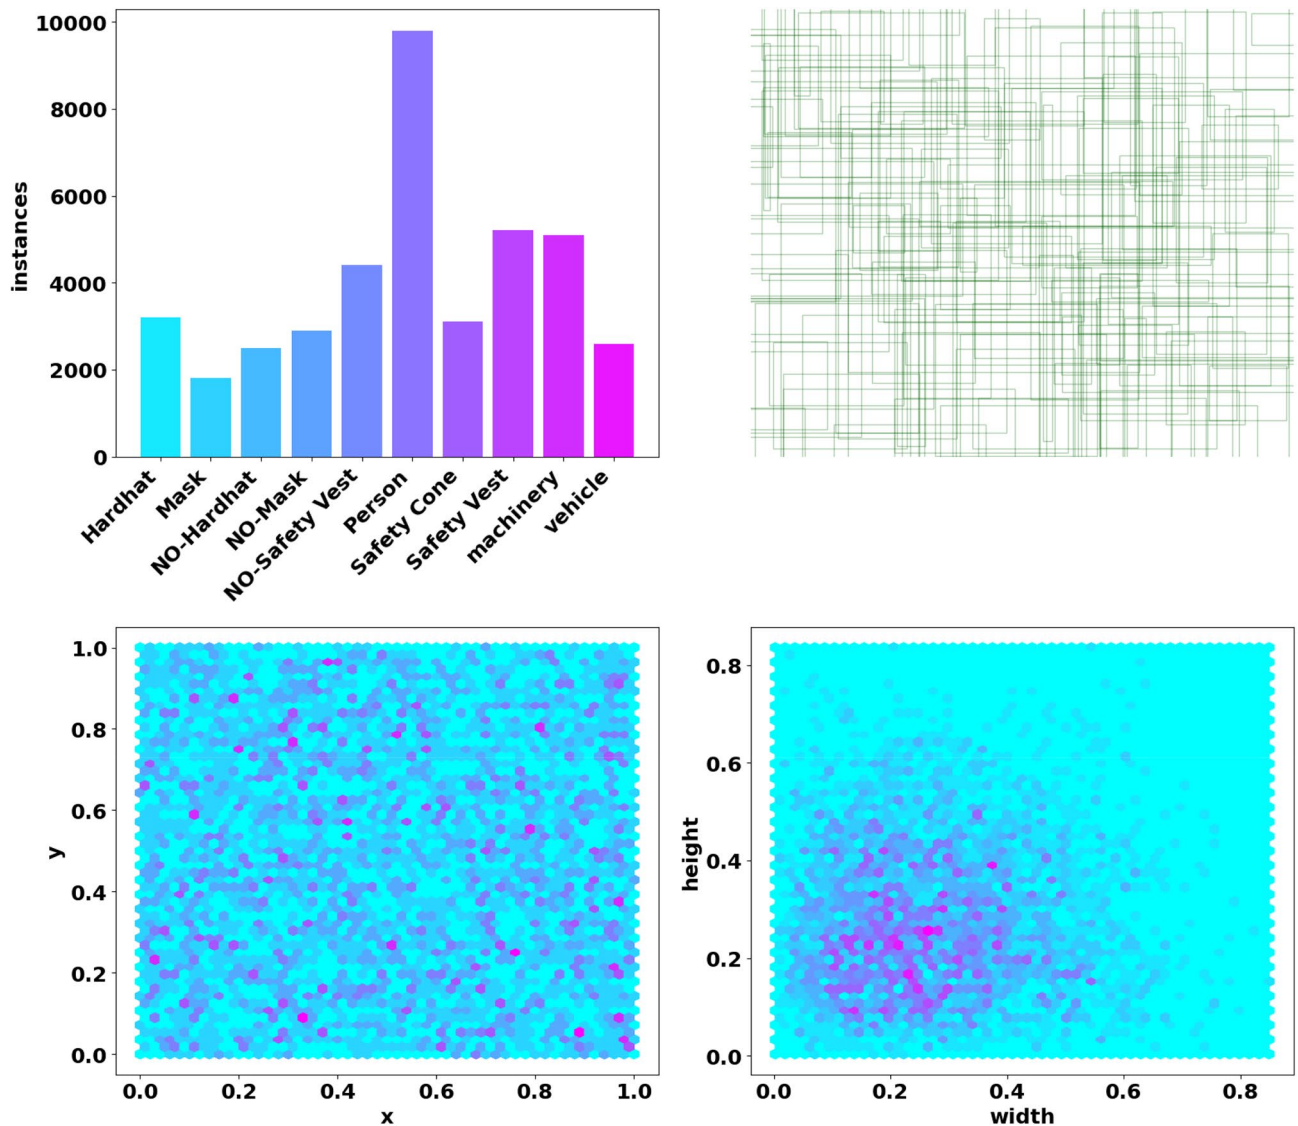 10000
8000
6000
4000
2000
0
instances
Hardhat
Mask
NO-Hardhat
NO-Mask
NO-Safety Vest
Person
Safety Cone
Safety Vest
machinery
vehicle
1.0
0.8
0.6
0.4
0.2
0.0
y
0.0 0.2 0.4 0.6 0.8 1.0
x
0.8
0.6
0.4
0.2
0.0
height
0.0 0.2 0.4 0.6 0.8
width